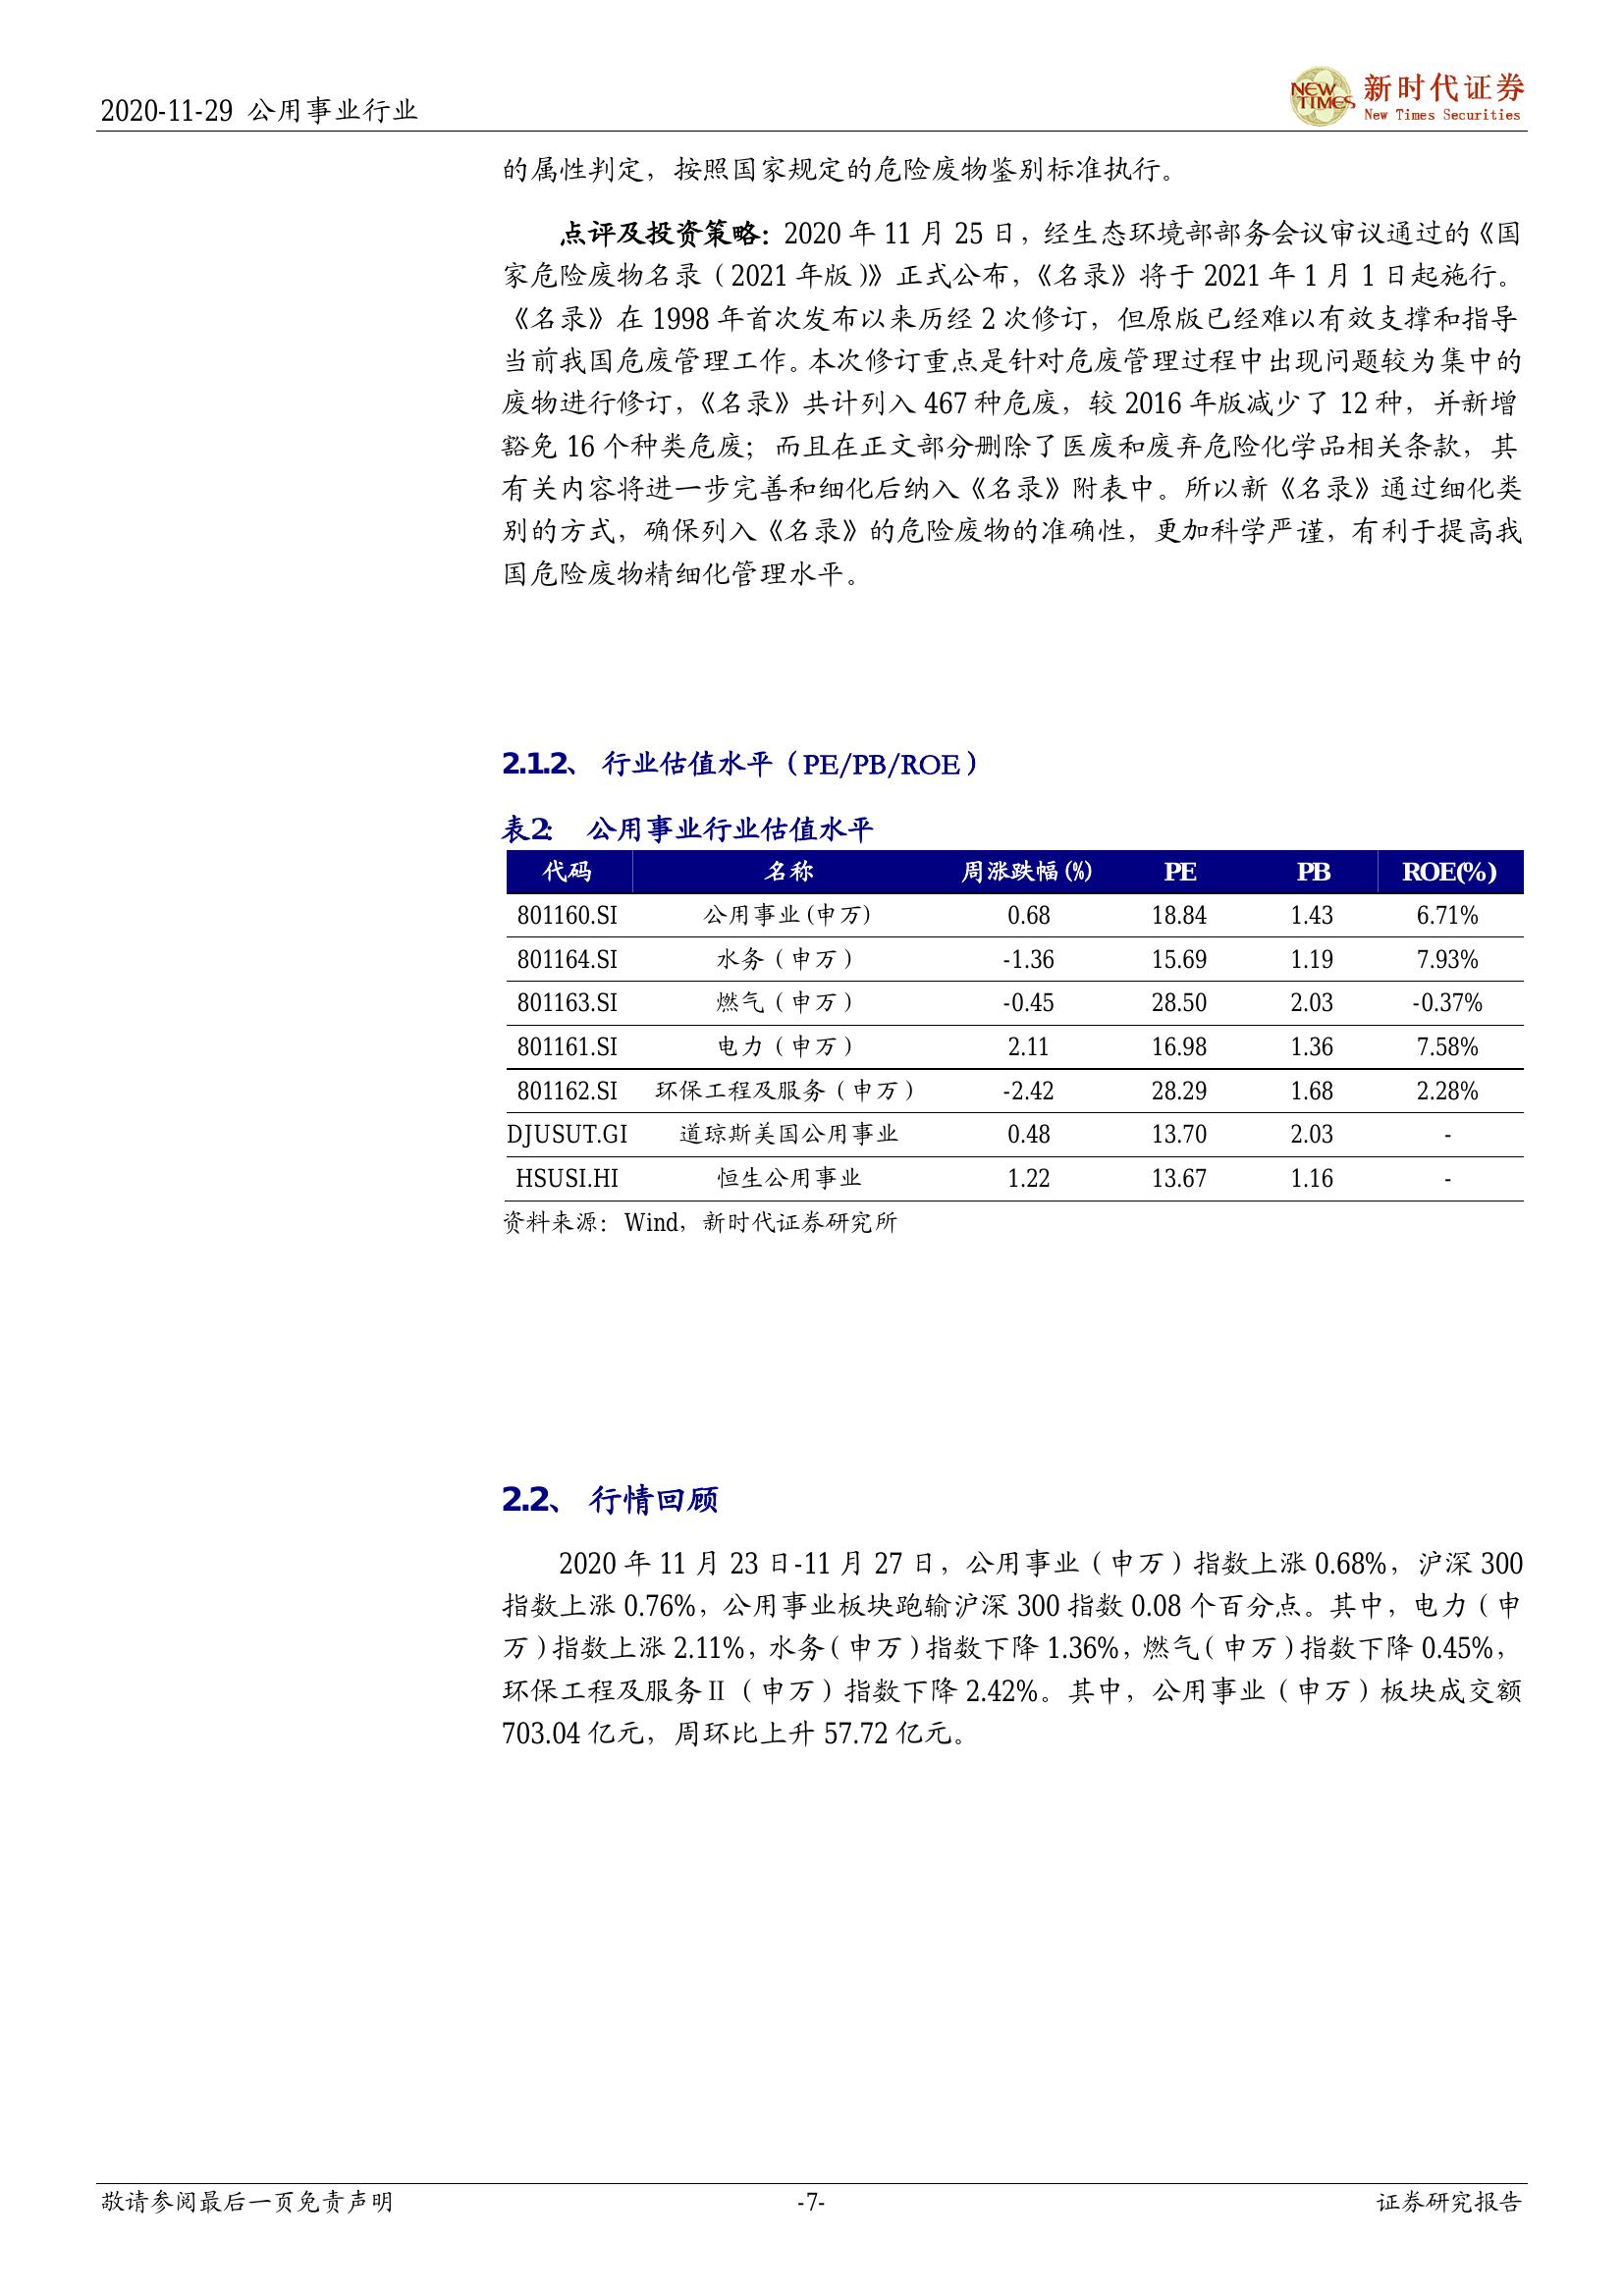 2020-11-29 公用事业行业
NEW TIMES 新时代证券
New Times Securities
的属性判定，按照国家规定的危险废物鉴别标准执行。
点评及投资策略：2020 年 11 月 25 日，经生态环境部部务会议审议通过的《国
家危险废物名录（2021 年版）》正式公布，《名录》将于 2021 年 1 月 1 日起施行。
《名录》在 1998 年首次发布以来历经 2 次修订，但原版已经难以有效支撑和指导
当前我国危废管理工作。本次修订重点是针对危废管理过程中出现问题较为集中的
废物进行修订，《名录》共计列入 467 种危废，较 2016 年版减少了 12 种，并新增
豁免 16 个种类危废；而且在正文部分删除了医废和废弃危险化学品相关条款，其
有关内容将进一步完善和细化后纳入《名录》附表中。所以新《名录》通过细化类
别的方式，确保列入《名录》的危险废物的准确性，更加科学严谨，有利于提高我
国危险废物精细化管理水平。
2.1.2、 行业估值水平（PE/PB/ROE）
表2： 公用事业行业估值水平
代码 名称 周涨跌幅(%) PE PB ROE(%)
801160.SI 公用事业(申万) 0.68 18.84 1.43 6.71%
801164.SI 水务（申万） -1.36 15.69 1.19 7.93%
801163.SI 燃气（申万） -0.45 28.50 2.03 -0.37%
801161.SI 电力（申万） 2.11 16.98 1.36 7.58%
801162.SI 环保工程及服务（申万） -2.42 28.29 1.68 2.28%
DJUSUT.GI 道琼斯美国公用事业 0.48 13.70 2.03 -
HSUSI.HI 恒生公用事业 1.22 13.67 1.16 -
资料来源：Wind，新时代证券研究所
2.2、 行情回顾
2020 年 11 月 23 日-11 月 27 日，公用事业（申万）指数上涨 0.68%，沪深 300
指数上涨 0.76%，公用事业板块跑输沪深 300 指数 0.08 个百分点。其中，电力（申
万）指数上涨 2.11%，水务（申万）指数下降 1.36%，燃气（申万）指数下降 0.45%，
环保工程及服务Ⅱ（申万）指数下降 2.42%。其中，公用事业（申万）板块成交额
703.04 亿元，周环比上升 57.72 亿元。
敬请参阅最后一页免责声明 -7- 证券研究报告